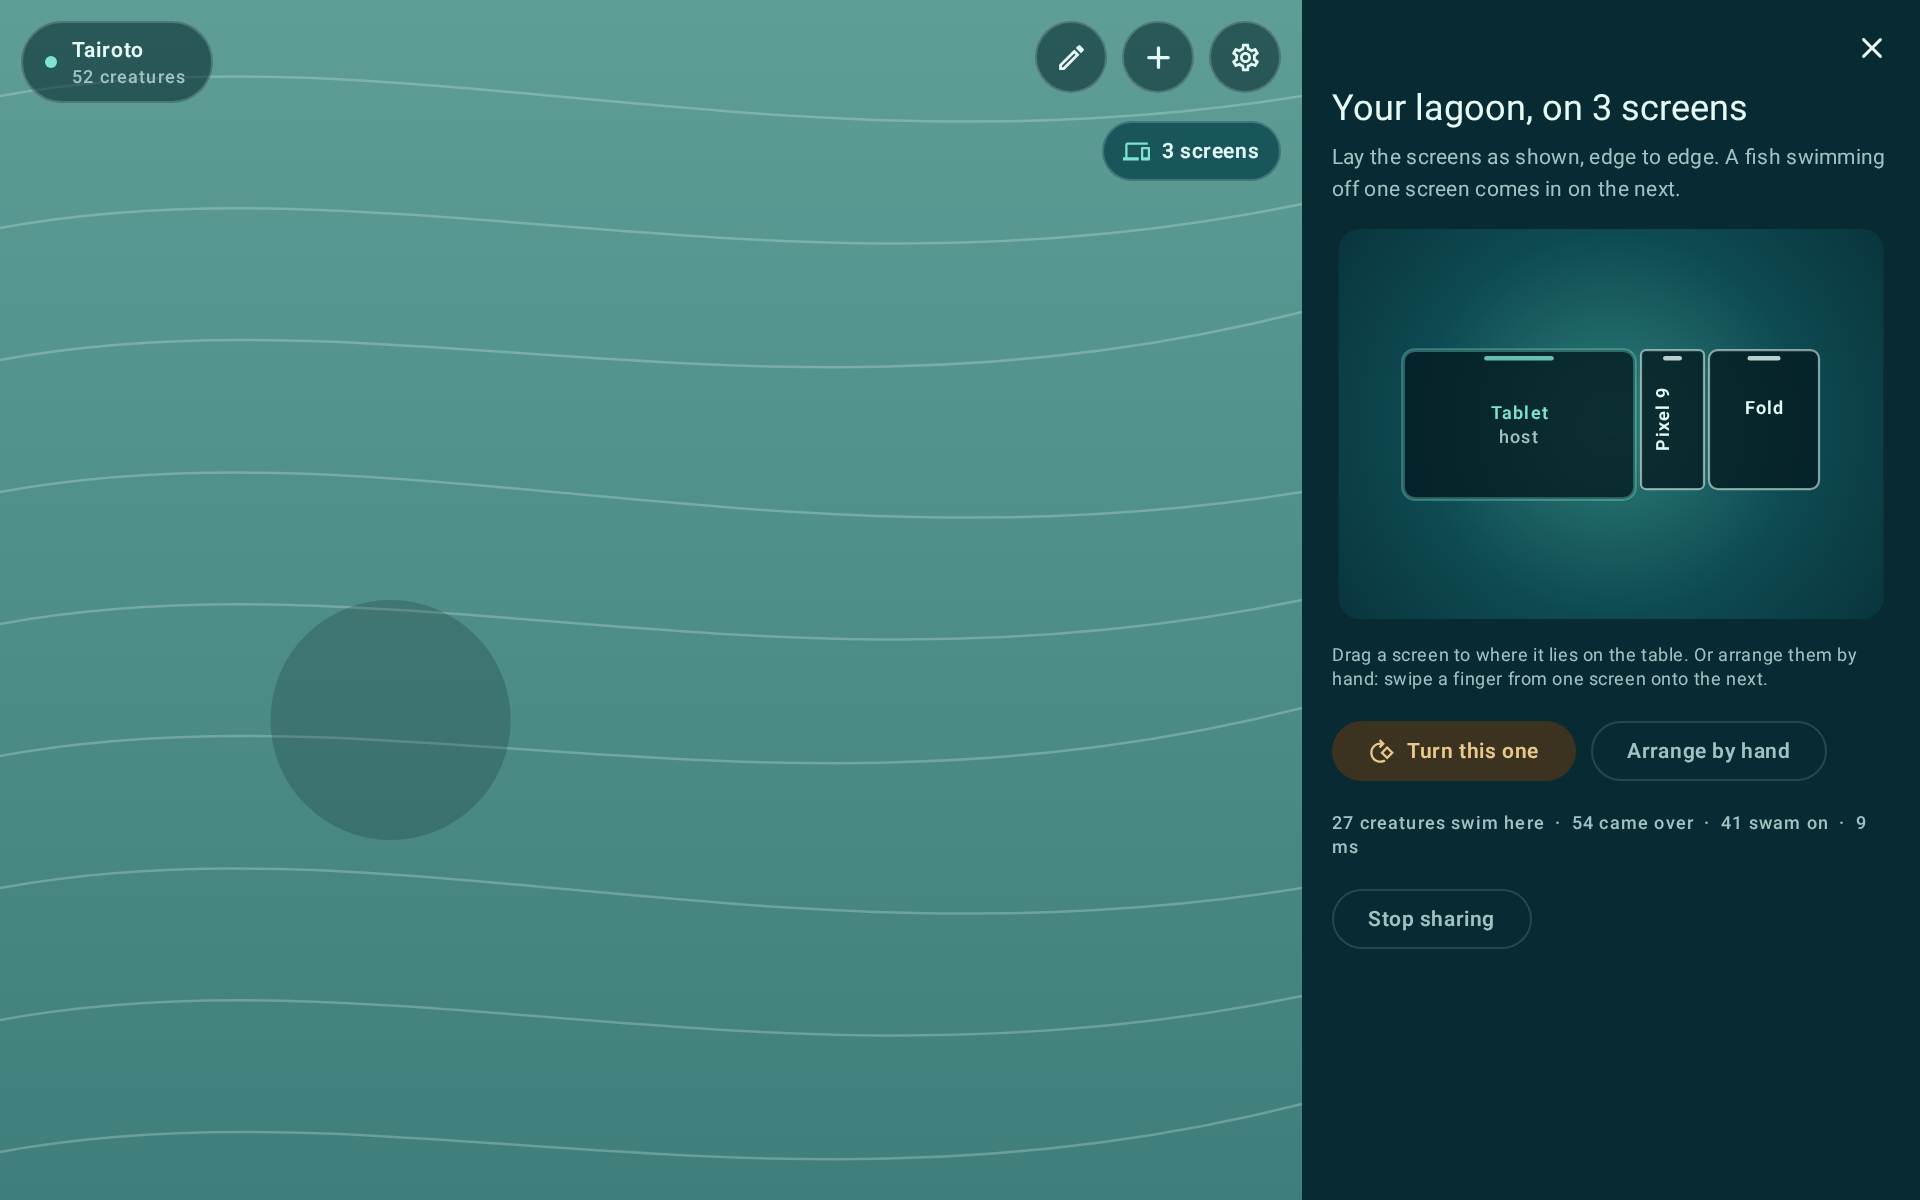 Tairoto
52 creatures
3 screens
Your lagoon, on 3 screens
Lay the screens as shown, edge to edge. A fish swimming
off one screen comes in on the next.
Tablet
host
Pixel 9
Fold
Drag a screen to where it lies on the table. Or arrange them by
hand: swipe a finger from one screen onto the next.
Turn this one
Arrange by hand
27 creatures swim here · 54 came over · 41 swam on · 9
ms
Stop sharing